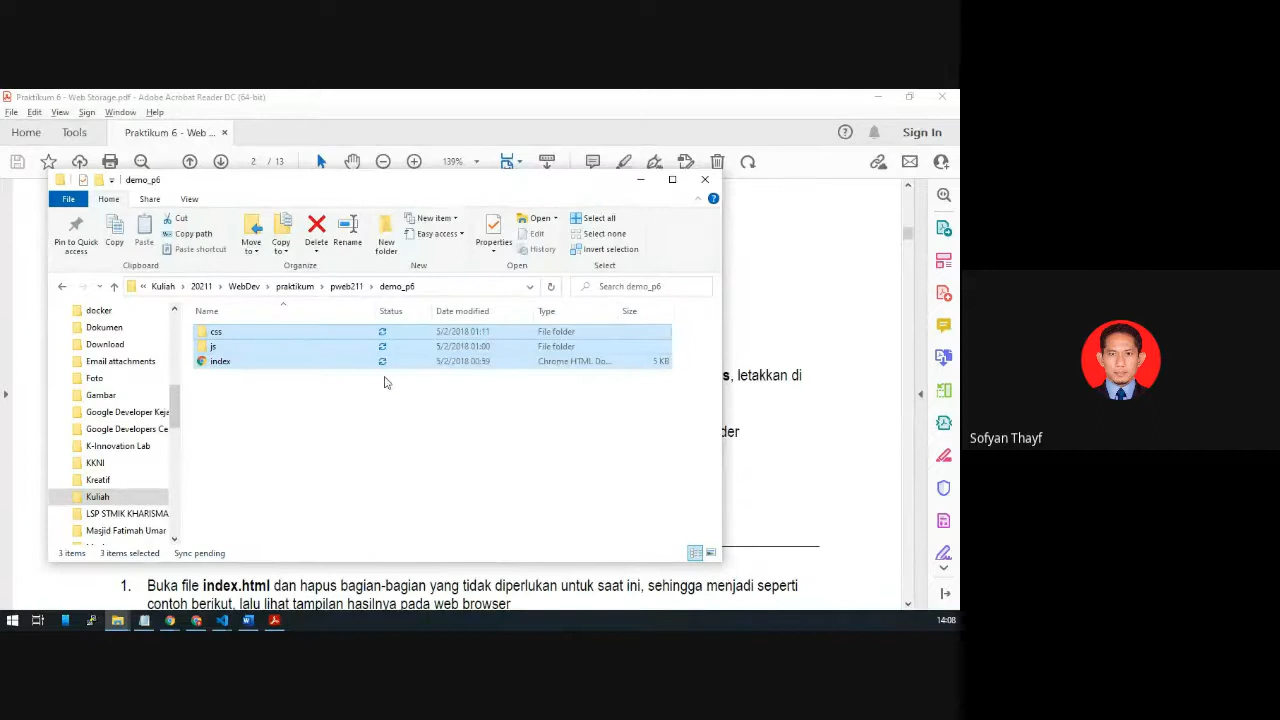 Praktikum 6 - Web Storage.pdf - Adobe Acrobat Reader DC (64-bit)
File Edit View Sign Window Help
Home Tools Praktikum 6 - Web ... × Sign In
2 / 13 139%
demo_p6
File Home Share View
Pin to Quick access
Copy
Paste
Cut
Copy path
Paste shortcut
Clipboard
Move to
Copy to
Delete
Rename
Organize
New folder
New item
Easy access
New
Properties
Open
Edit
History
Open
Select all
Select none
Invert selection
Select
« Kuliah > 20211 > WebDev > praktikum > pweb211 > demo_p6
Search demo_p6
Name Status Date modified Type Size
css 5/2/2018 01:11 File folder
js 5/2/2018 01:00 File folder
index 5/2/2018 00:39 Chrome HTML Do... 5 KB
docker
Dokumen
Download
Email attachments
Foto
Gambar
Google Developer Keja
Google Developers Ce
K-Innovation Lab
KKNI
Kreatif
Kuliah
LSP STMIK KHARISMA
Masjid Fatimah Umar
3 items 3 items selected Sync pending
s, letakkan di
der
1. Buka file index.html dan hapus bagian-bagian yang tidak diperlukan untuk saat ini, sehingga menjadi seperti
contoh berikut, lalu lihat tampilan hasilnya pada web browser
14:08
Sofyan Thayf